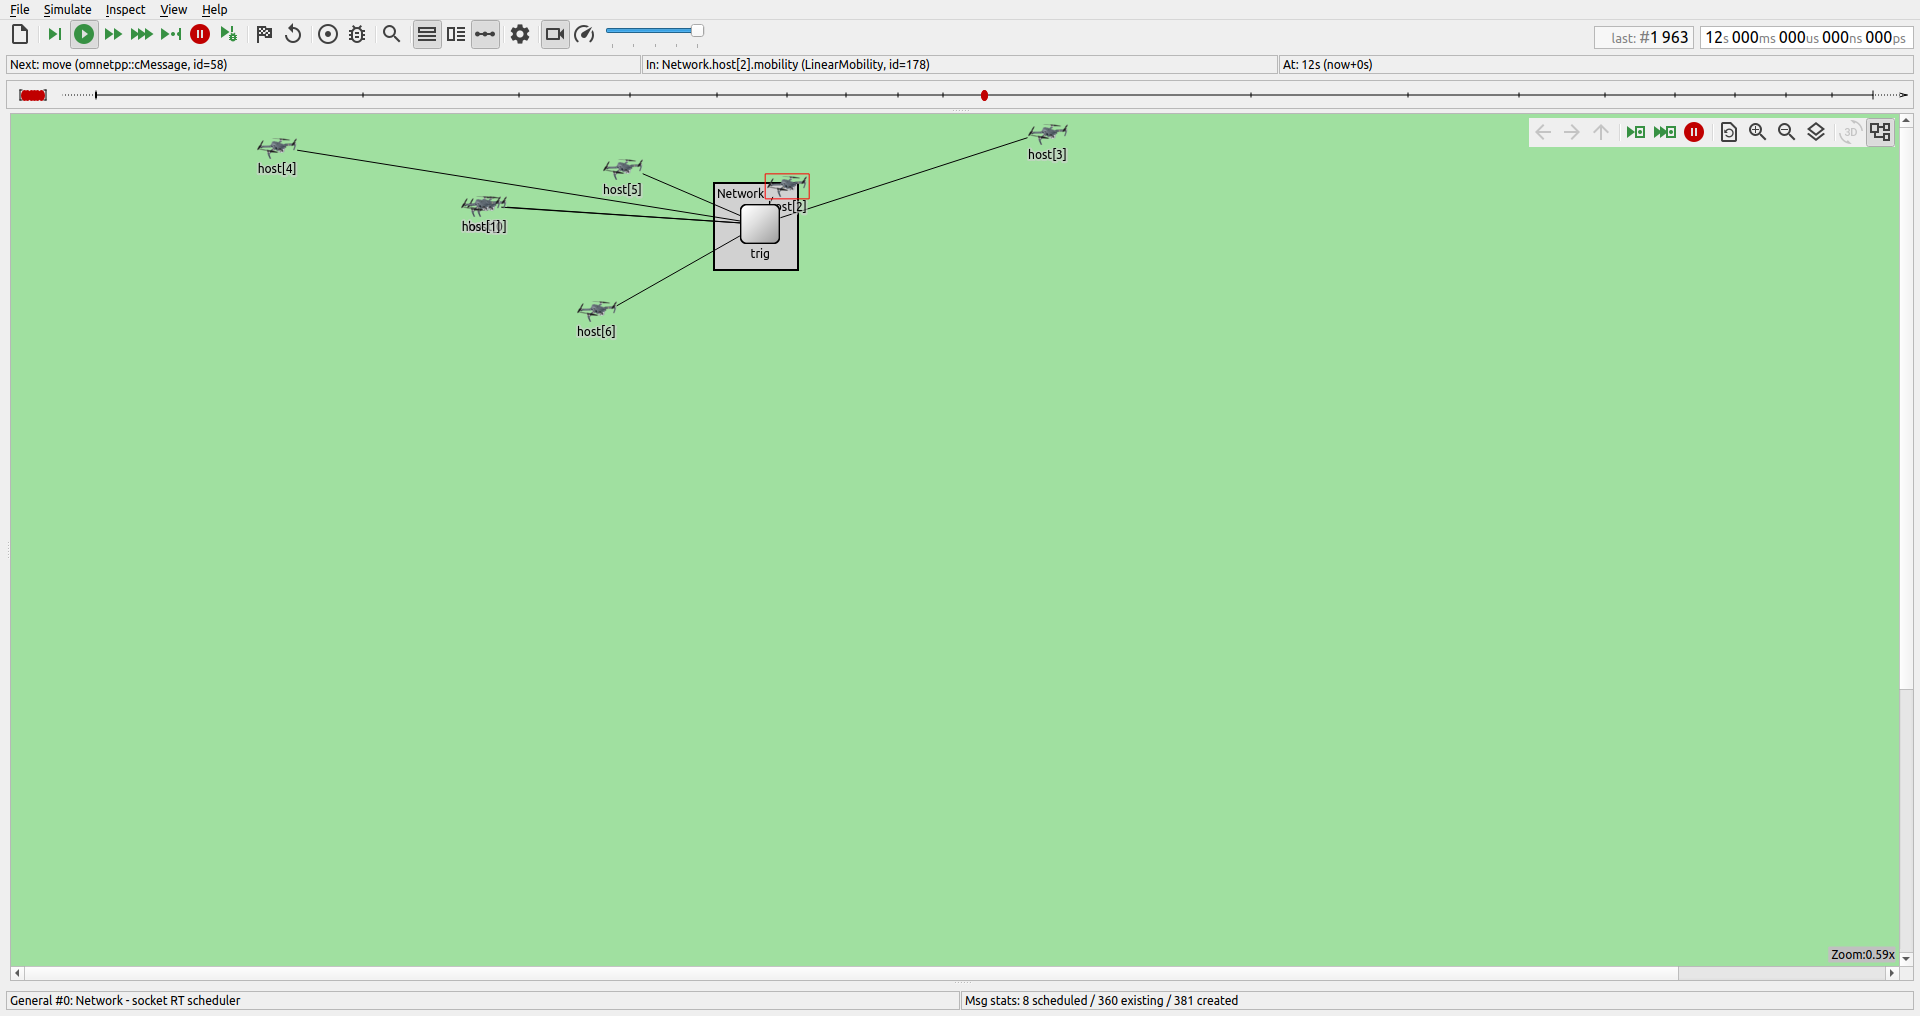 File Simulate Inspect View Help
last: #1 963
12s 000ms 000us 000ns 000ps
Next: move (omnetpp::cMessage, id=58)
In: Network.host[2].mobility (LinearMobility, id=178)
At: 12s (now+0s)
host[3]
3D
host[4]
host[5]
Network
host[1]
trig
host[6]
Zoom:0.59x
General #0: Network - socket RT scheduler
Msg stats: 8 scheduled / 360 existing / 381 created